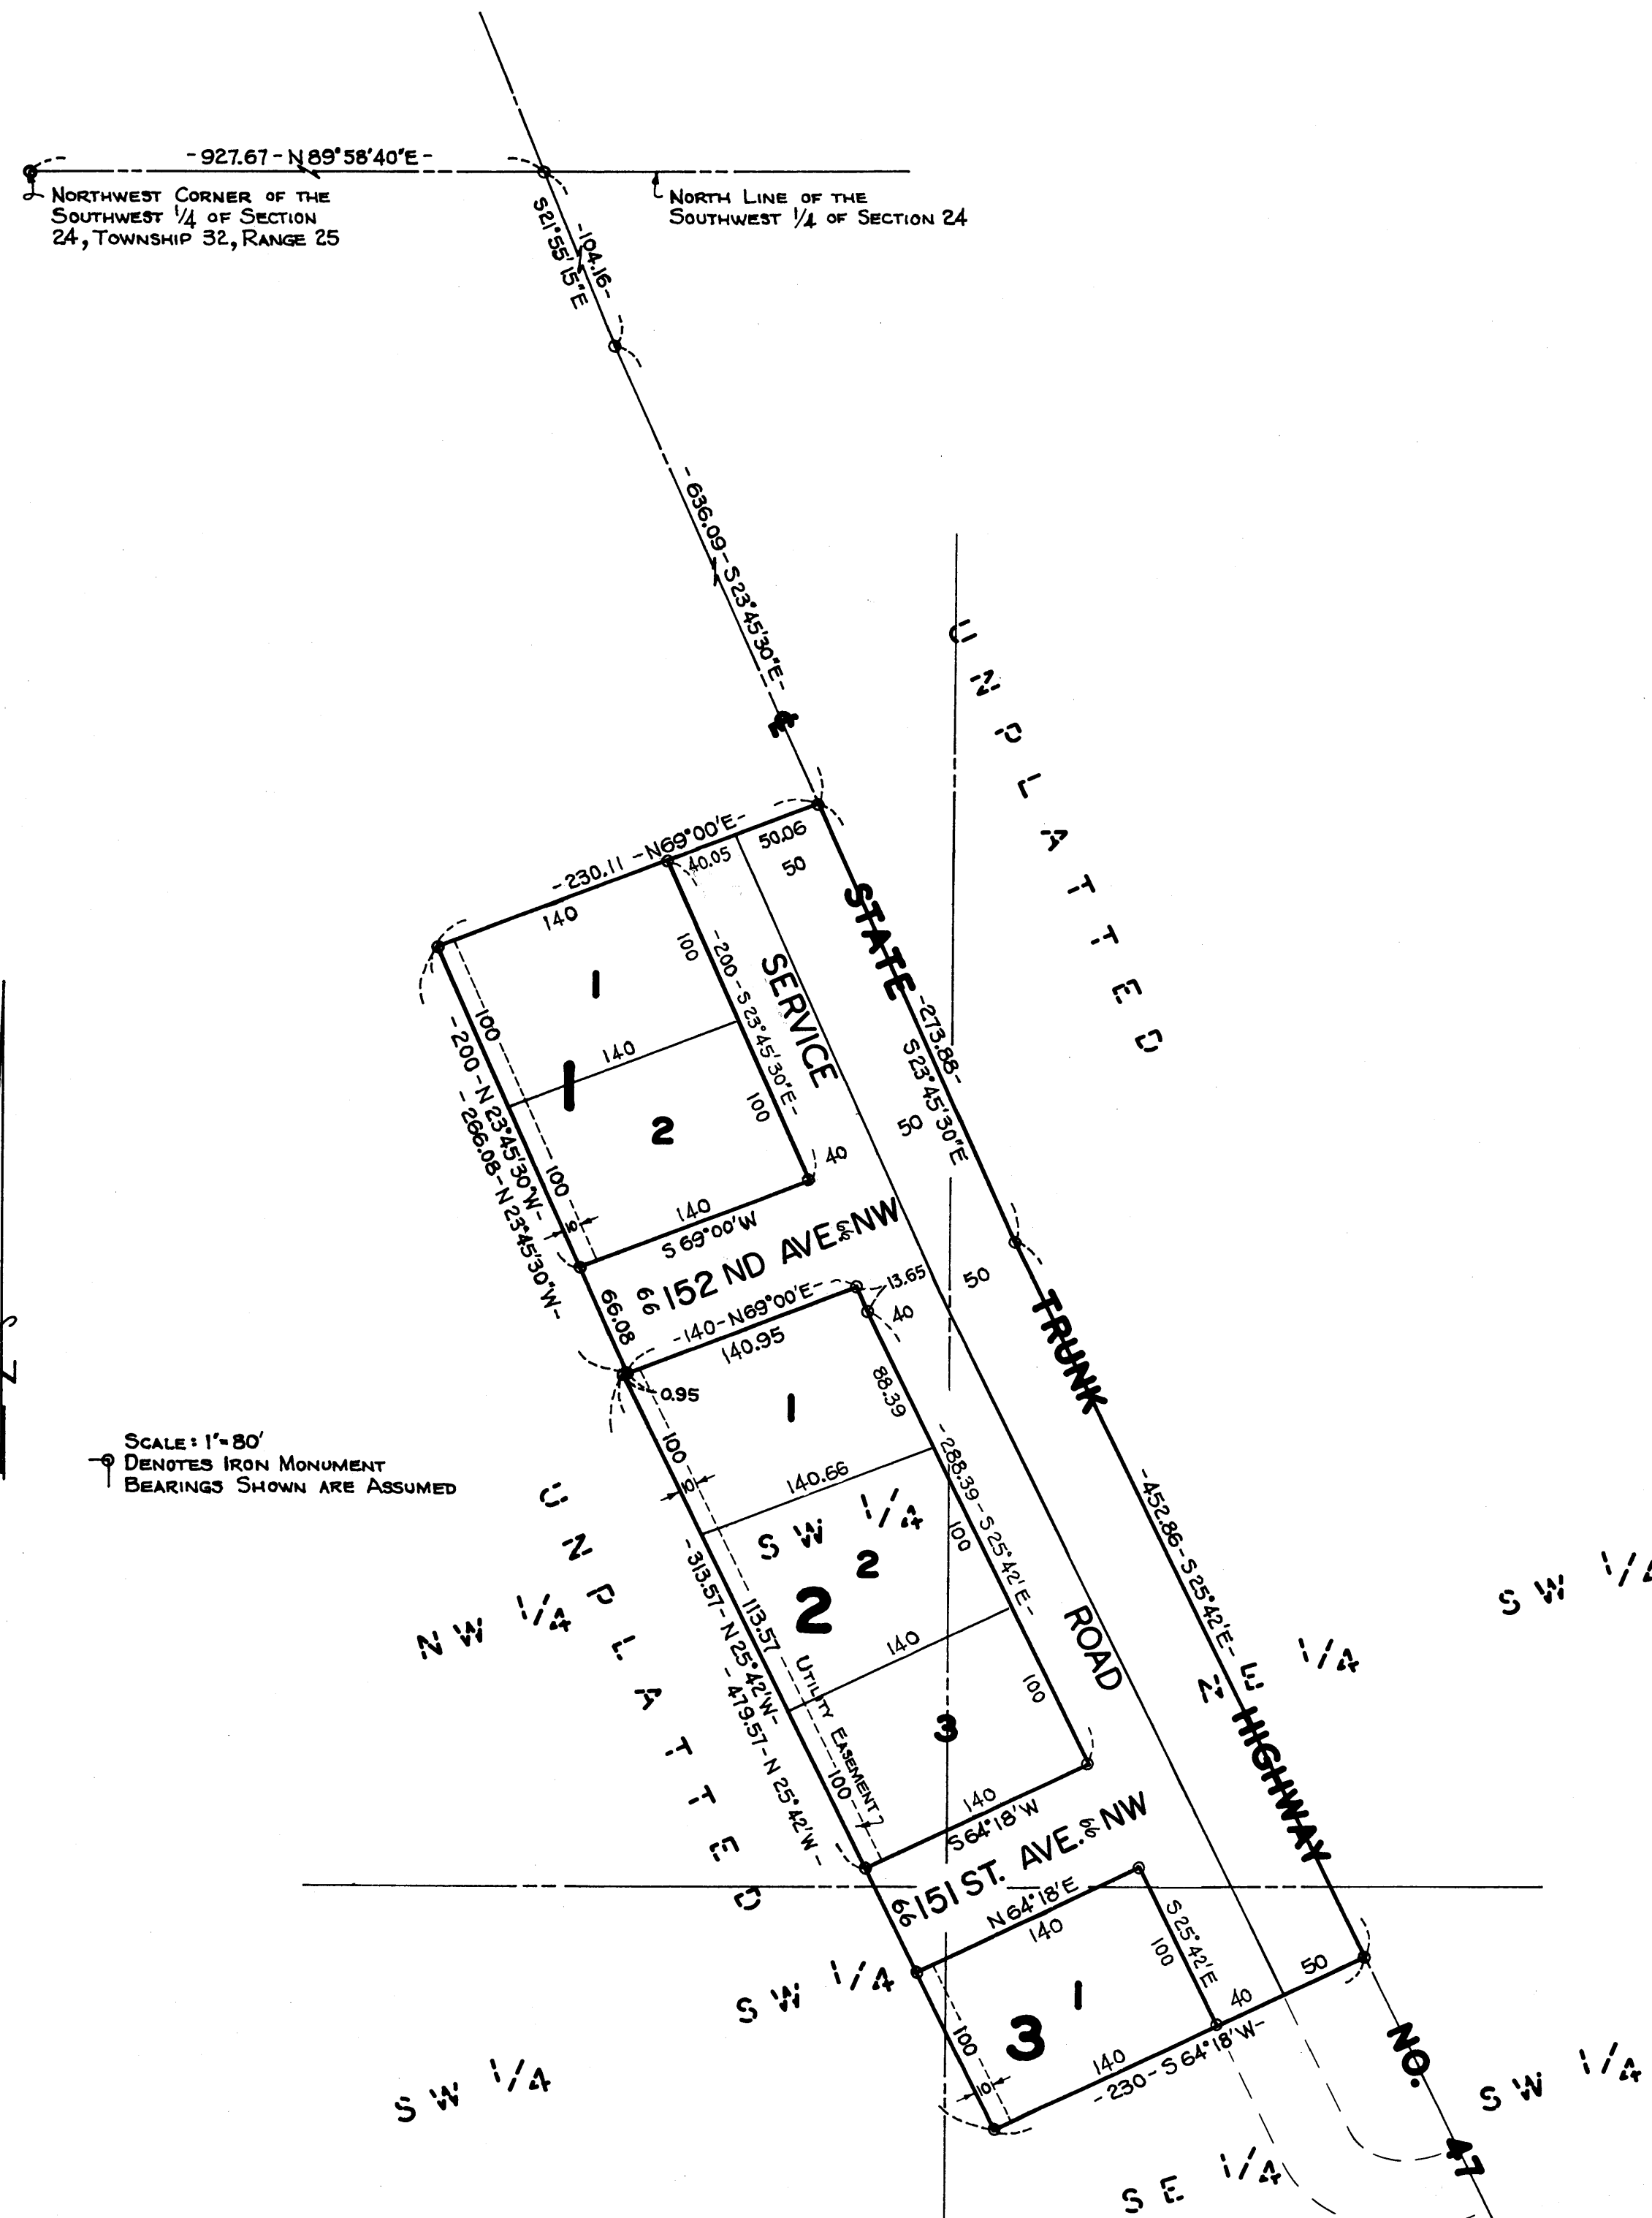 -927.67-N89°58'40"E-
NORTHWEST CORNER OF THE
SOUTHWEST 1/4 OF SECTION
24, TOWNSHIP 32, RANGE 25
NORTH LINE OF THE
SOUTHWEST 1/4 OF SECTION 24
-104.16-
S21°55'15"E
-636.09-S23°45'30"E-
UNPLATTED
-230.11-N69°00'E-
40.05
50.06
50
140
1
100
100
-200-S23°45'30"E-
SERVICE
STATE
-273.88-
S23°45'30"E
140
1
2
100
100
-200-N23°45'30"W-
-266.08-N23°45'30"W-
40
50
140
S69°00'W
152 ND AVE. NW
66
66
66.08
-140-N69°00'E-
140.95
13.65
40
50
0.95
1
88.39
TRUNK
SCALE: 1"=80'
DENOTES IRON MONUMENT
BEARINGS SHOWN ARE ASSUMED
100
10
140.66
-288.39-S25°42'E-
-452.86-S25°42'E-
SW 1/4
2
100
2
UNPLATTED
NW 1/4
SW 1/4
-313.57-N25°42'W-
113.57
-479.57-N25°42'W-
UTILITY EASEMENT
140
100
ROAD
NE 1/4
3
100
HIGHWAY
140
S64°18'W
151 ST. AVE. NW
66
66
N64°18'E
140
S25°42'E
100
50
40
SW 1/4
1
3
100
10
140
-230-S64°18'W-
NO.
47
SW 1/4
SW 1/4
SE 1/4